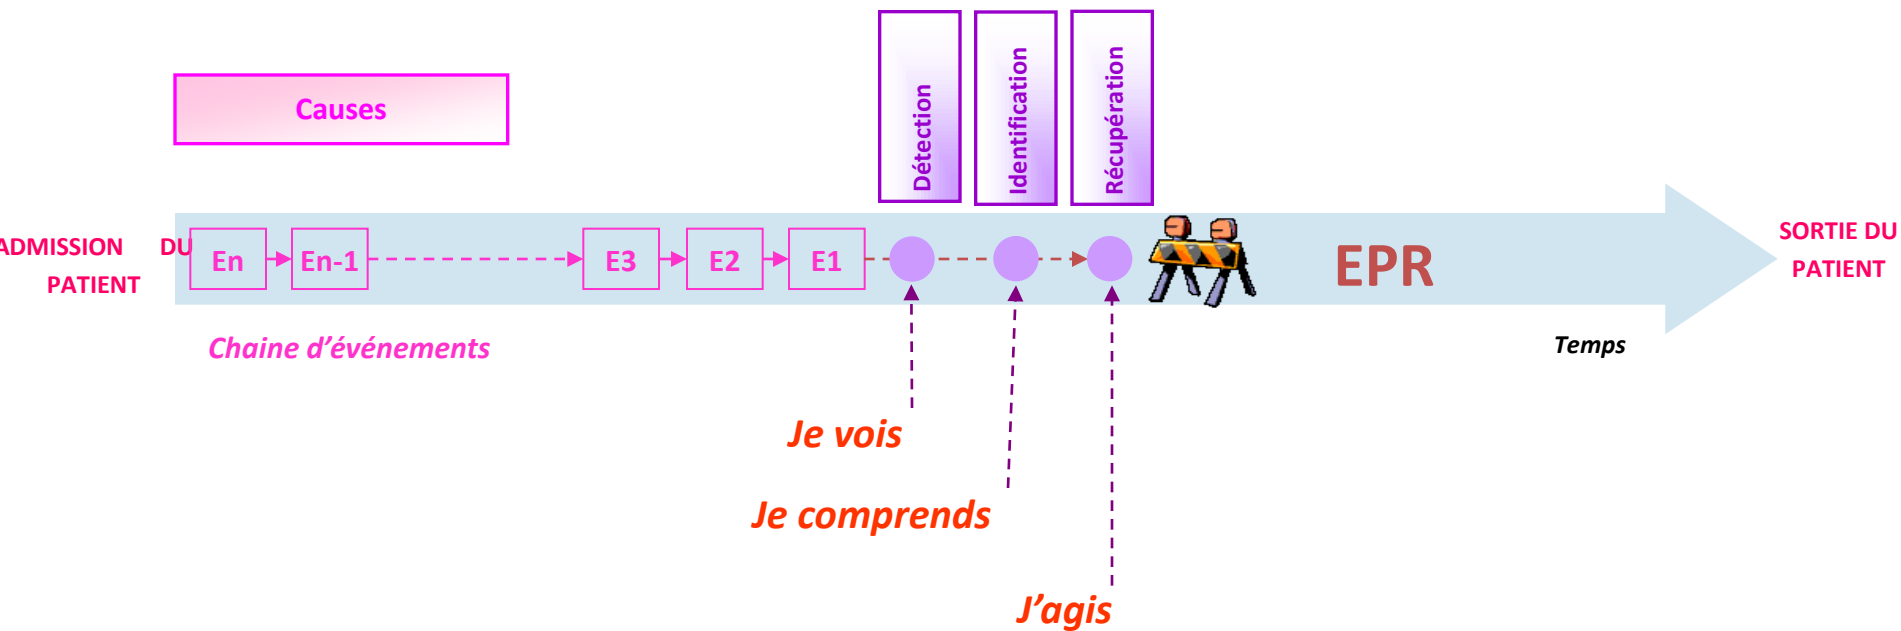 Détection
Identification
Récupération
Causes
ADMISSION DU
PATIENT
En
En-1
E3
E2
E1
EPR
SORTIE DU
PATIENT
Chaine d’événements
Temps
Je vois
Je comprends
J’agis